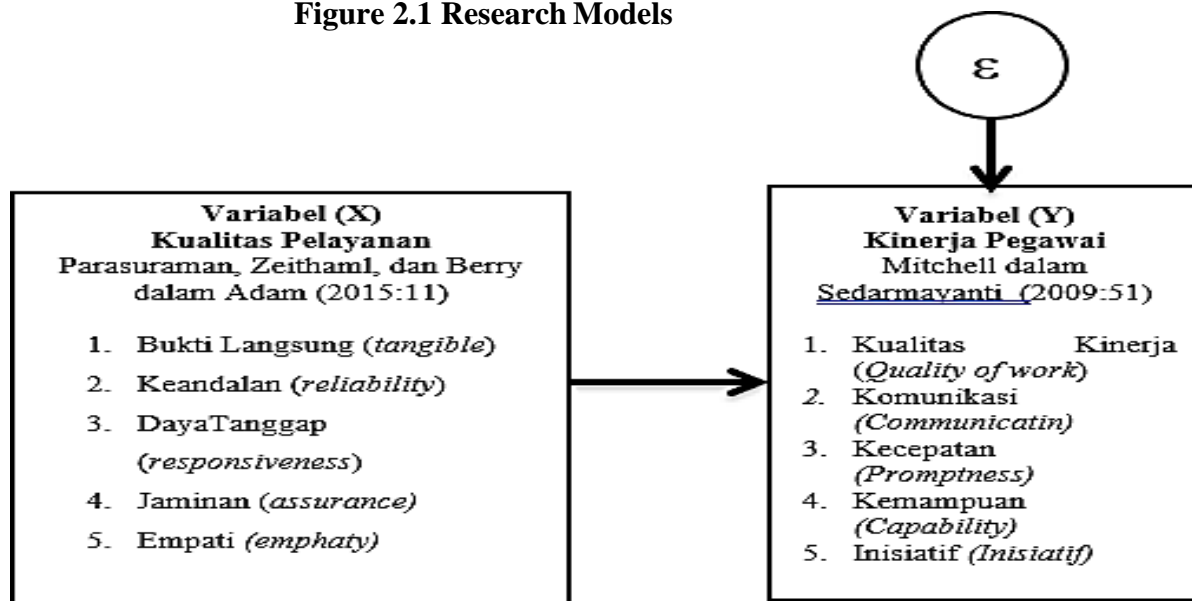 Figure 2.1 Research Models
ε
Variabel (X)
Kualitas Pelayanan
Parasuraman, Zeithaml, dan Berry
dalam Adam (2015:11)
1. Bukti Langsung (tangible)
2. Keandalan (reliability)
3. DayaTanggap
(responsiveness)
4. Jaminan (assurance)
5. Empati (emphaty)
Variabel (Y)
Kinerja Pegawai
Mitchell dalam
Sedarmayanti (2009:51)
1. Kualitas Kinerja
(Quality of work)
2. Komunikasi
(Communicatin)
3. Kecepatan
(Promptness)
4. Kemampuan
(Capability)
5. Inisiatif (Inisiatif)